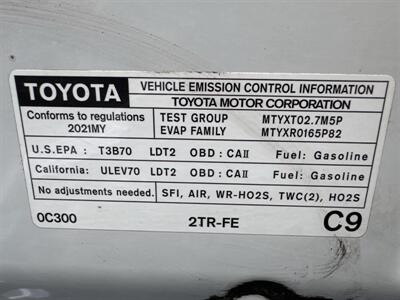 TOYOTA
VEHICLE EMISSION CONTROL INFORMATION
TOYOTA MOTOR CORPORATION
Conforms to regulations
2021MY
TEST GROUP MTYXT02.7M5P
EVAP FAMILY MTYXR0165P82
U.S.EPA : T3B70 LDT2 OBD : CAII Fuel: Gasoline
California: ULEV70 LDT2 OBD : CAII Fuel: Gasoline
No adjustments needed. SFI, AIR, WR-HO2S, TWC(2), HO2S
0C300 2TR-FE C9